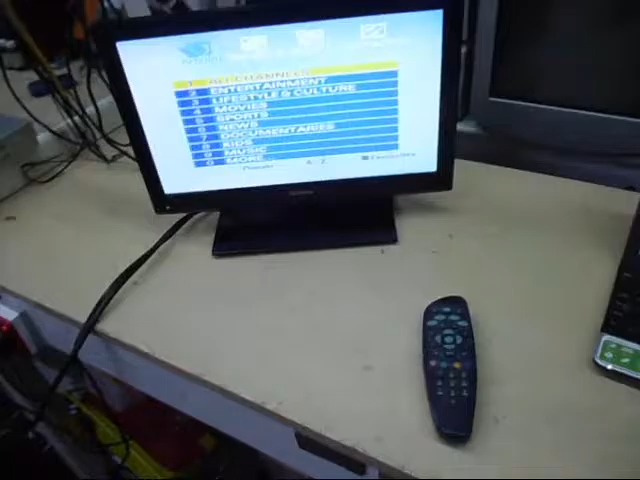 1 ALL CHANNELS
2 ENTERTAINMENT
3 LIFESTYLE & CULTURE
4 MOVIES
5 SPORTS
6 NEWS
7 DOCUMENTARIES
8 KIDS
9 MUSIC
0 MORE
A-Z
Favourites